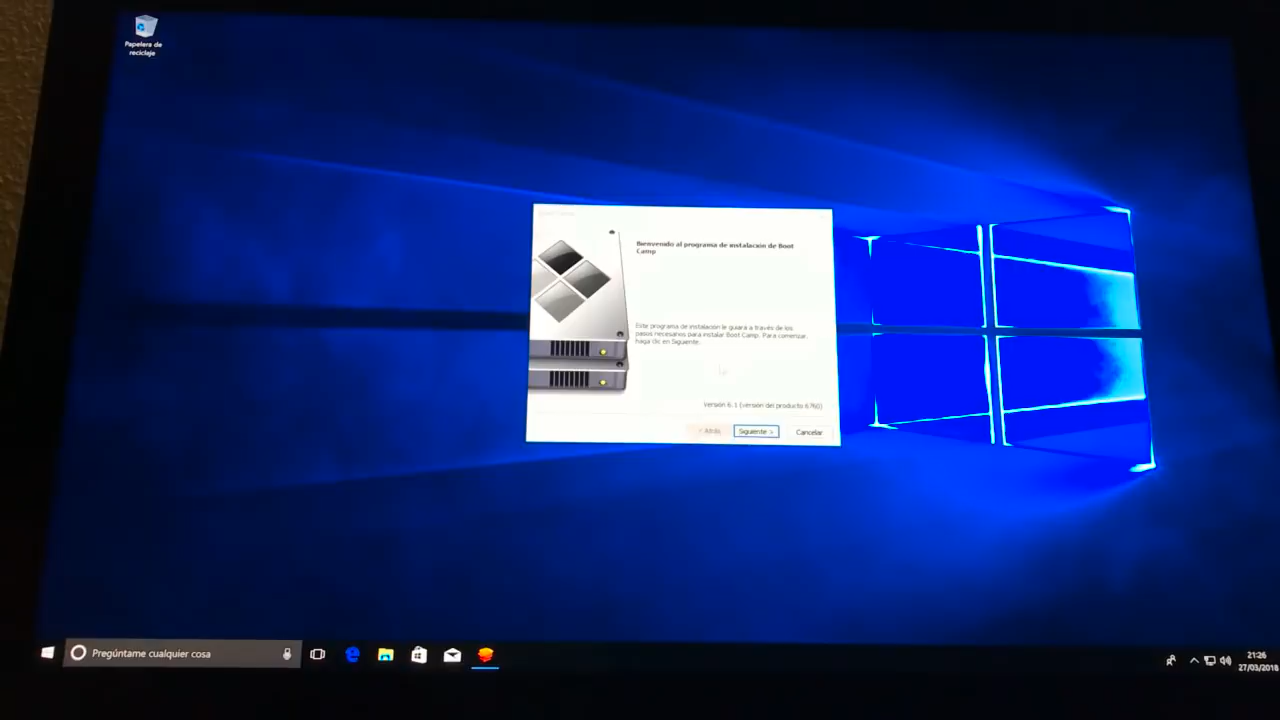 Papelera de
reciclaje
Bienvenido al programa de instalación de Boot
Camp
Este programa de instalación le guiará a través de los
pasos necesarios para instalar Boot Camp. Para comenzar,
haga clic en Siguiente.
Versión 6.1 (versión del producto 6760)
< Atrás
Siguiente >
Cancelar
Pregúntame cualquier cosa
21:26
27/03/2018